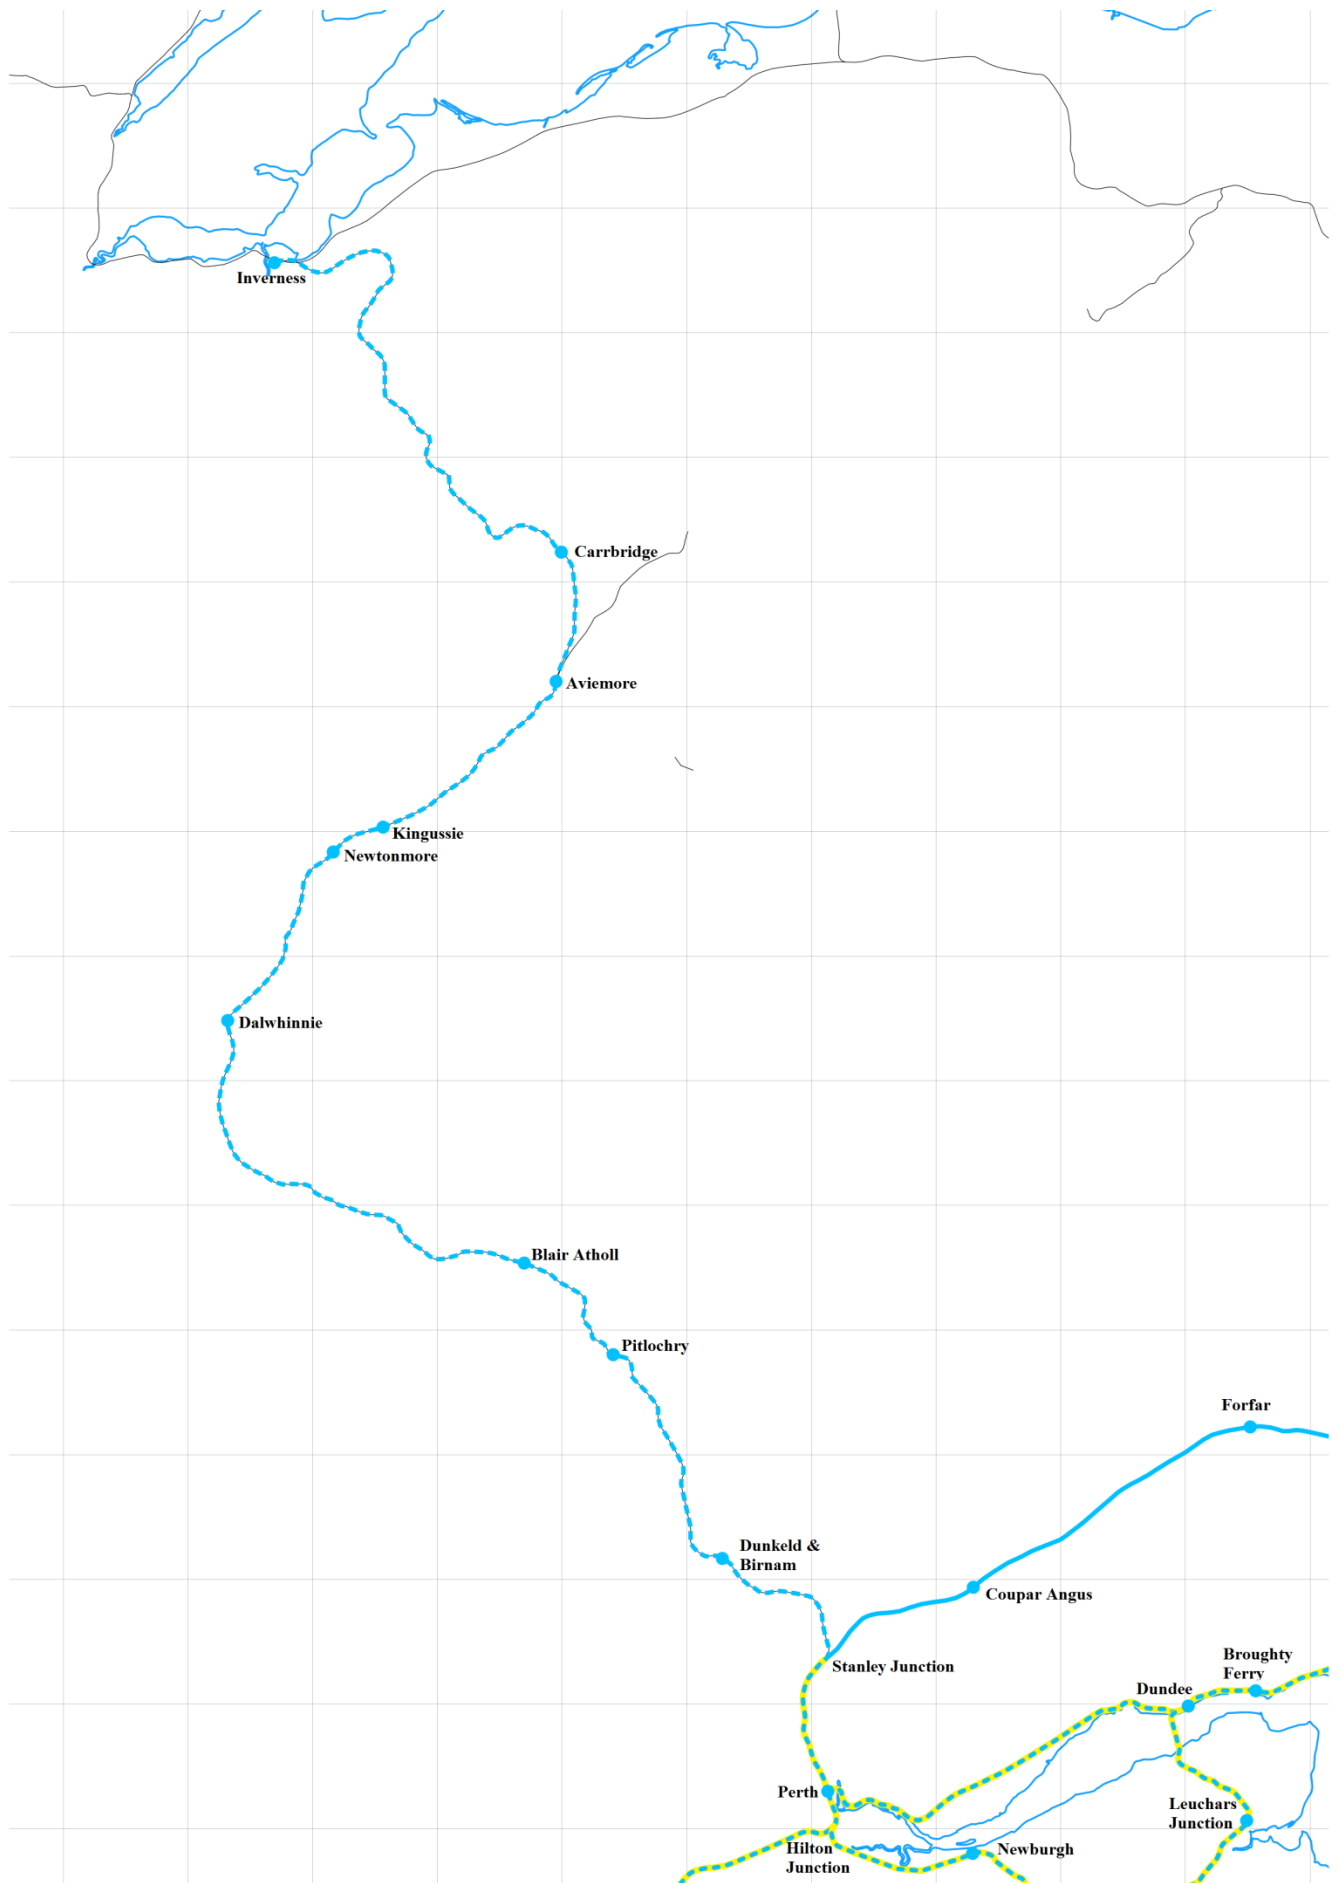 Inverness
Carrbridge
Aviemore
Kingussie
Newtonmore
Dalwhinnie
Blair Atholl
Pitlochry
Forfar
Dunkeld &
Birnam
Coupar Angus
Stanley Junction
Broughty
Ferry
Dundee
Perth
Leuchars
Junction
Hilton
Junction
Newburgh